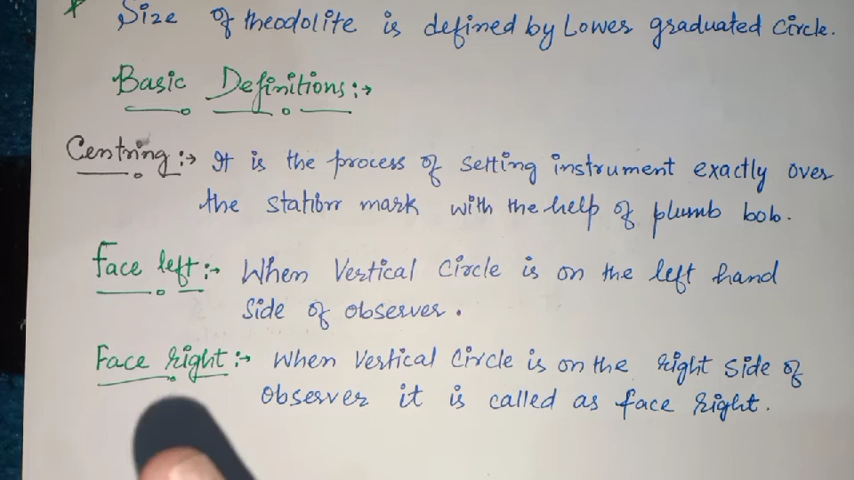 * Size of theodolite is defined by Lower graduated circle.
Basic Definitions:→
Centring:→ It is the process of setting instrument exactly over
the station mark with the help of plumb bob.
Face left:→ When Vertical Circle is on the left hand
Side of observer.
Face right:→ When Vertical Circle is on the right side of
observer it is called as face right.